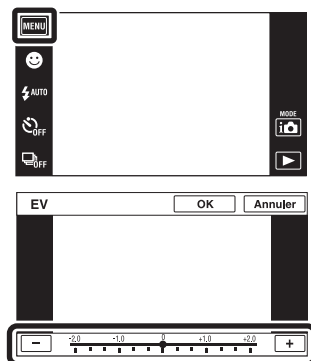 MENU
AUTO
OFF
OFF
MODE
EV OK Annuler
− -2.0 -1.0 0 +1.0 +2.0 +